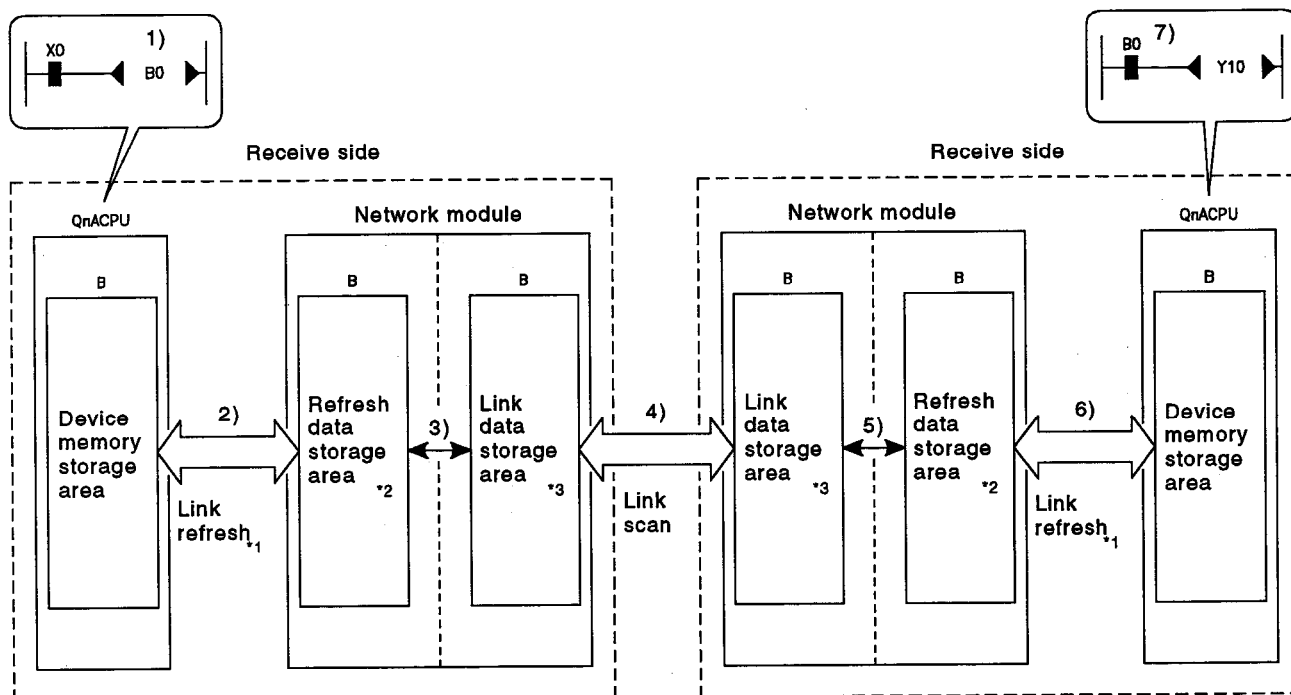 1)
X0
B0
7)
B0
Y10
Receive side
Receive side
QnACPU
Network module
Network module
QnACPU
B
B
B
B
B
B
Device
memory
storage
area
2)
Link
refresh *1
Refresh
data
storage
area *2
3)
Link
data
storage
area *3
4)
Link
scan
Link
data
storage
area *3
5)
Refresh
data
storage
area *2
6)
Link
refresh *1
Device
memory
storage
area